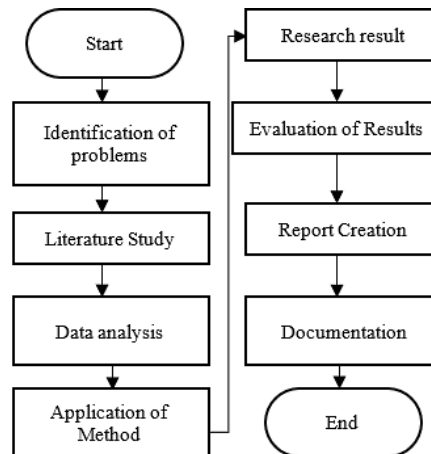 Start
Identification of
problems
Literature Study
Data analysis
Application of
Method
Research result
Evaluation of Results
Report Creation
Documentation
End